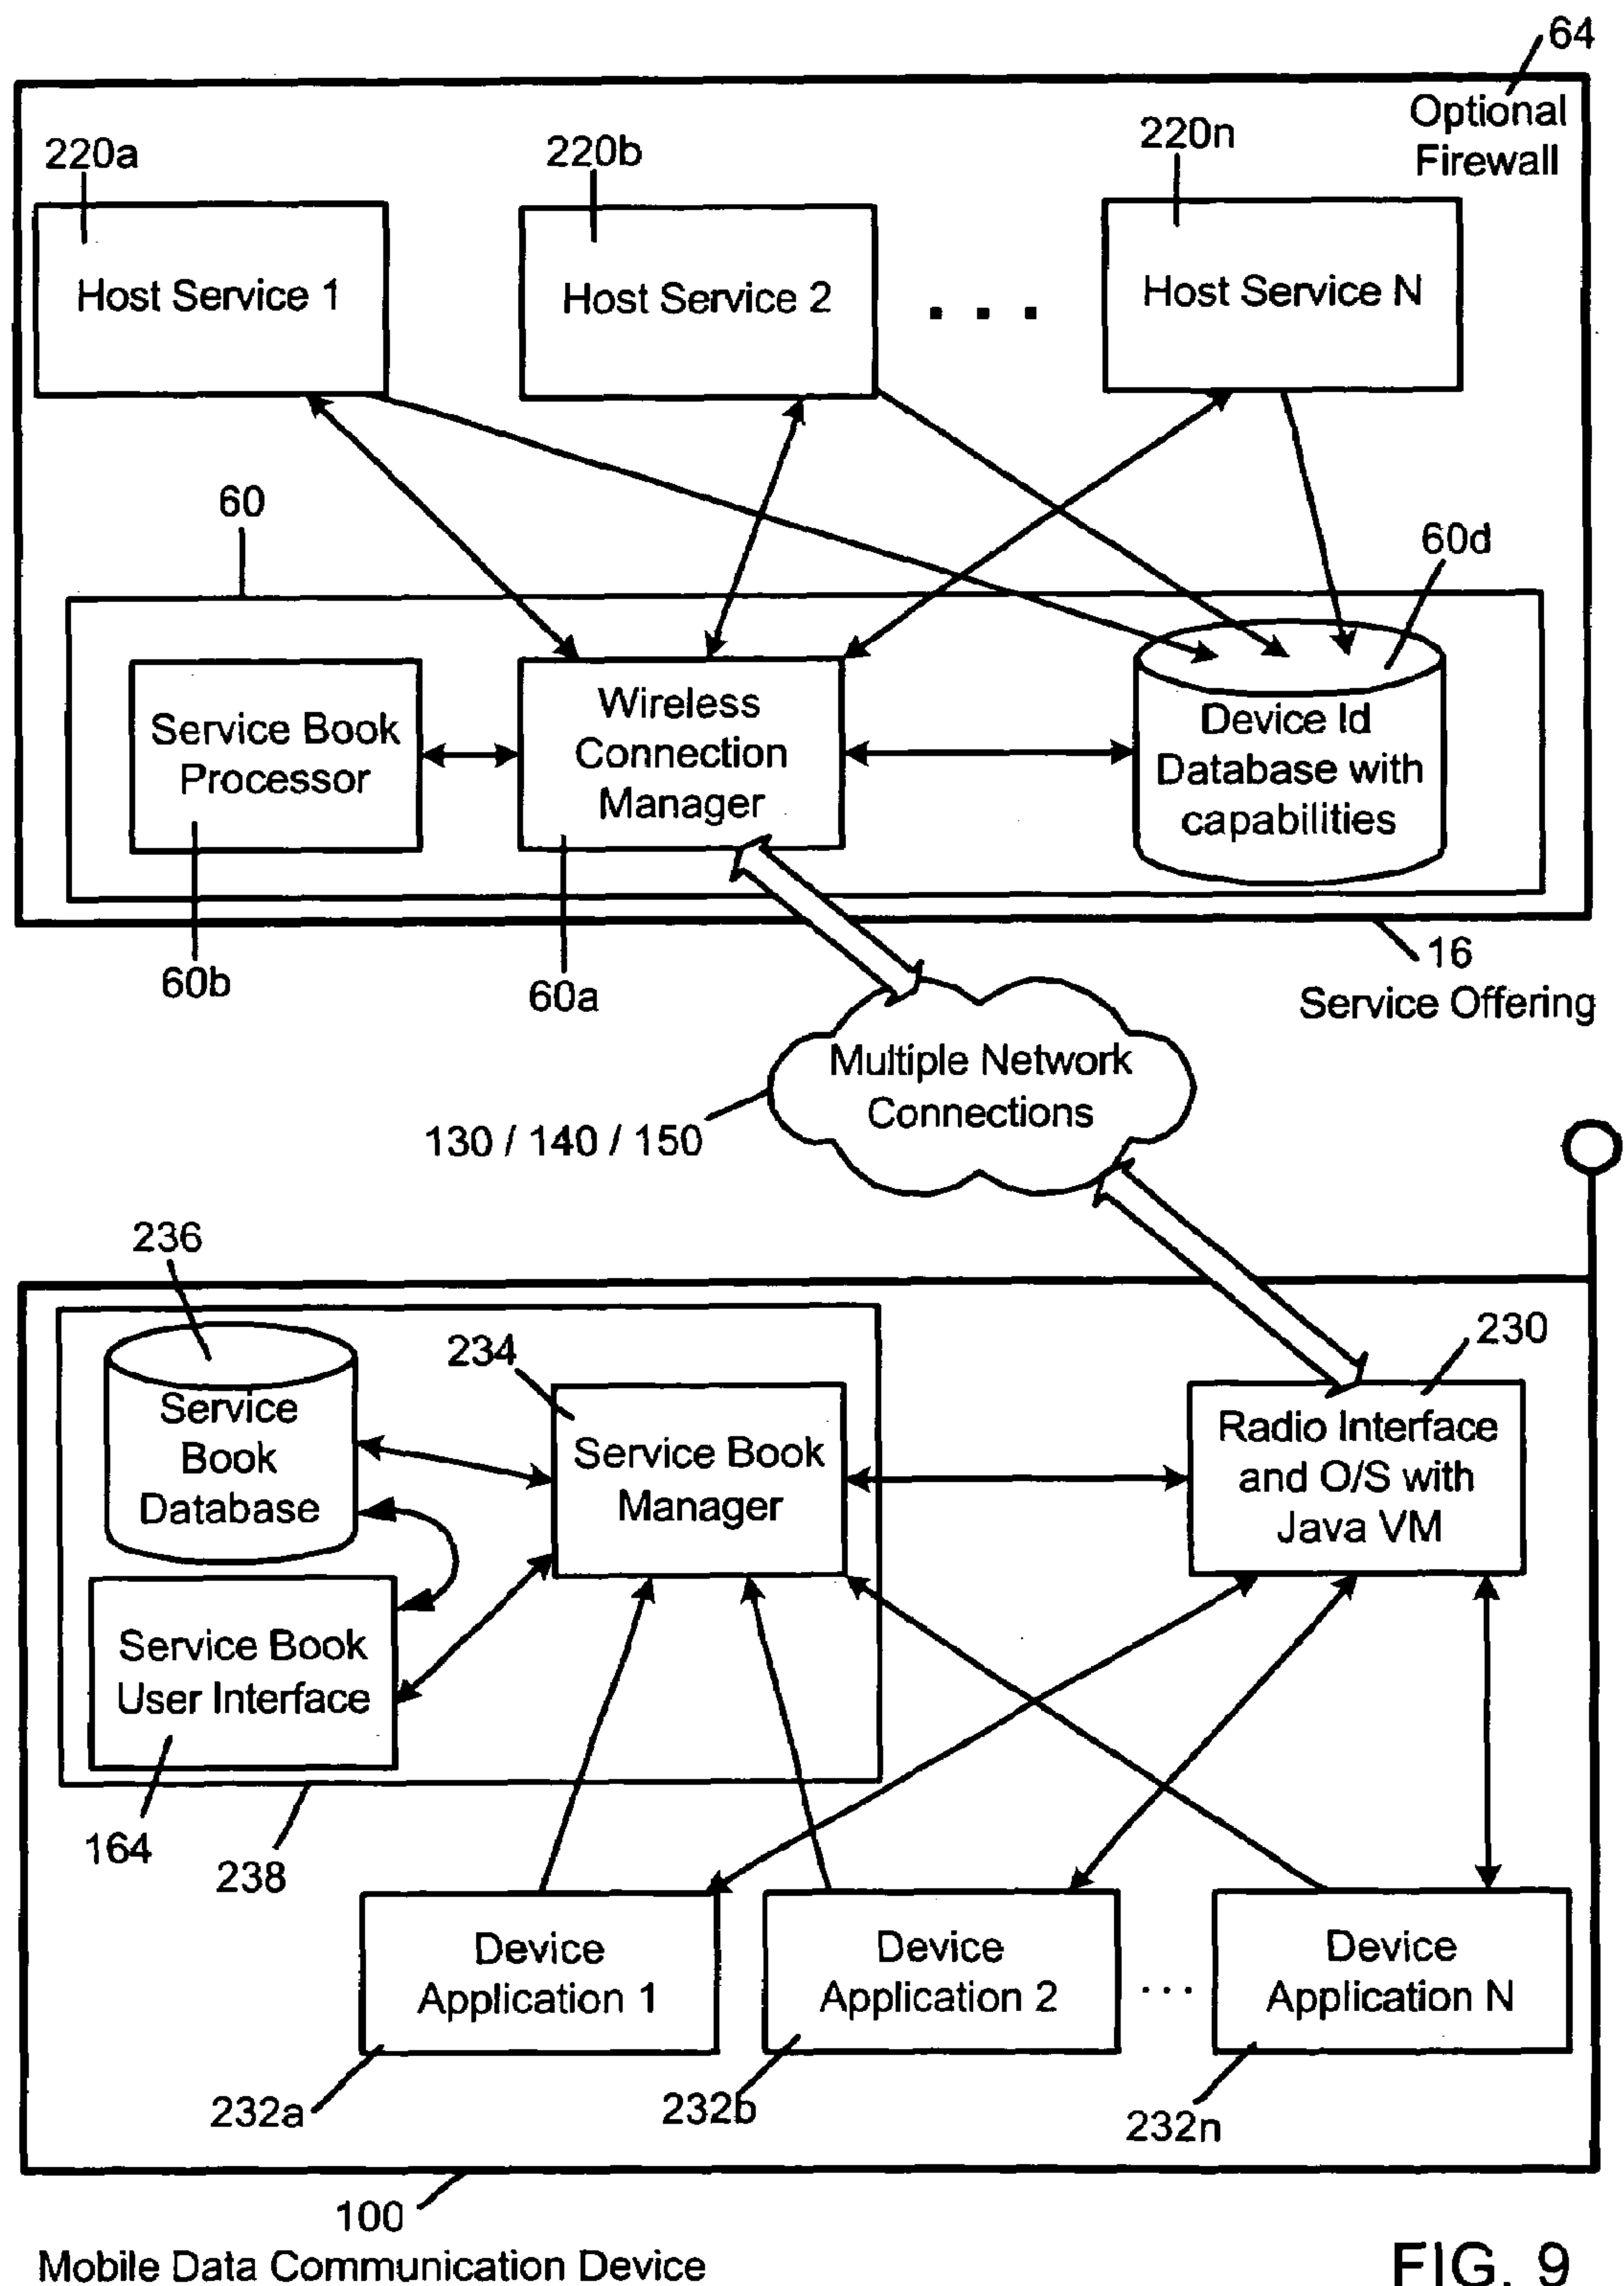 64
Optional
Firewall
220a
220b
220n
Host Service 1
Host Service 2
. . .
Host Service N
60
60d
Service Book
Processor
Wireless
Connection
Manager
Device Id
Database with
capabilities
60b
60a
16
Service Offering
Multiple Network
Connections
130 / 140 / 150
236
234
230
Service
Book
Database
Service Book
Manager
Radio Interface
and O/S with
Java VM
Service Book
User Interface
164
238
Device
Application 1
Device
Application 2
. . .
Device
Application N
232a
232b
232n
100
Mobile Data Communication Device
FIG. 9